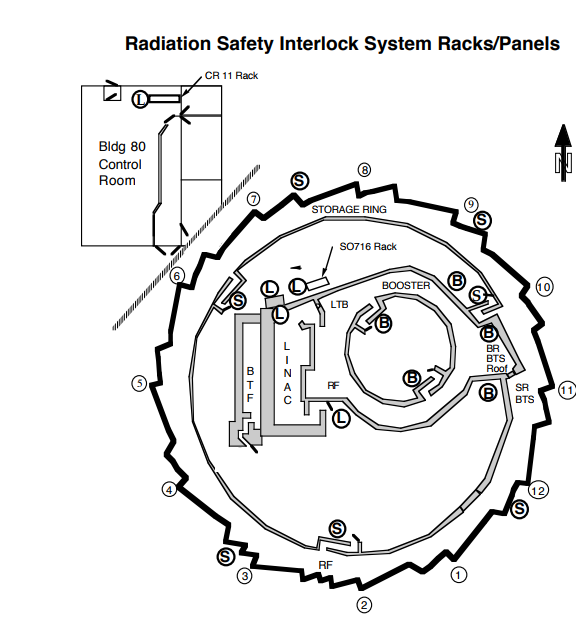 Radiation Safety Interlock System Racks/Panels
CR 11 Rack
L
Bldg 80
Control
Room
N
8
S
7
9
S
STORAGE RING
SO716 Rack
6
10
B
BOOSTER
L
L
S
S
LTB
L
B
B
BR
BTS
Roof
L
I
N
A
C
B
T
F
RF
B
B
SR
BTS
5
11
L
4
12
S
S
S
RF
3
1
2